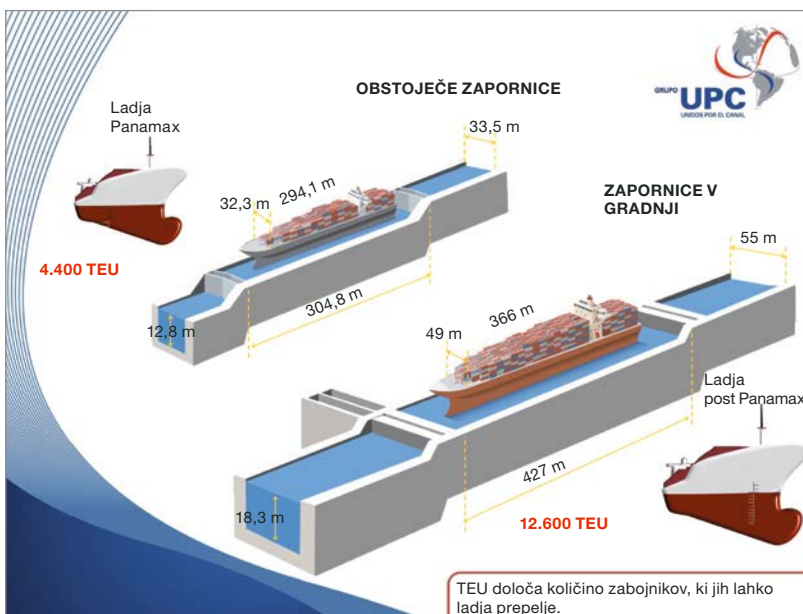 OBSTOJEČE ZAPORNICE
GRUPO UPC
UNIDOS POR EL CANAL
Ladja
Panamax
33,5 m
294,1 m
32,3 m
4.400 TEU
304,8 m
12,8 m
ZAPORNICE V
GRADNJI
55 m
366 m
49 m
Ladja
post Panamax
427 m
18,3 m
12.600 TEU
TEU določa količino zabojnikov, ki jih lahko
ladja prepelje.